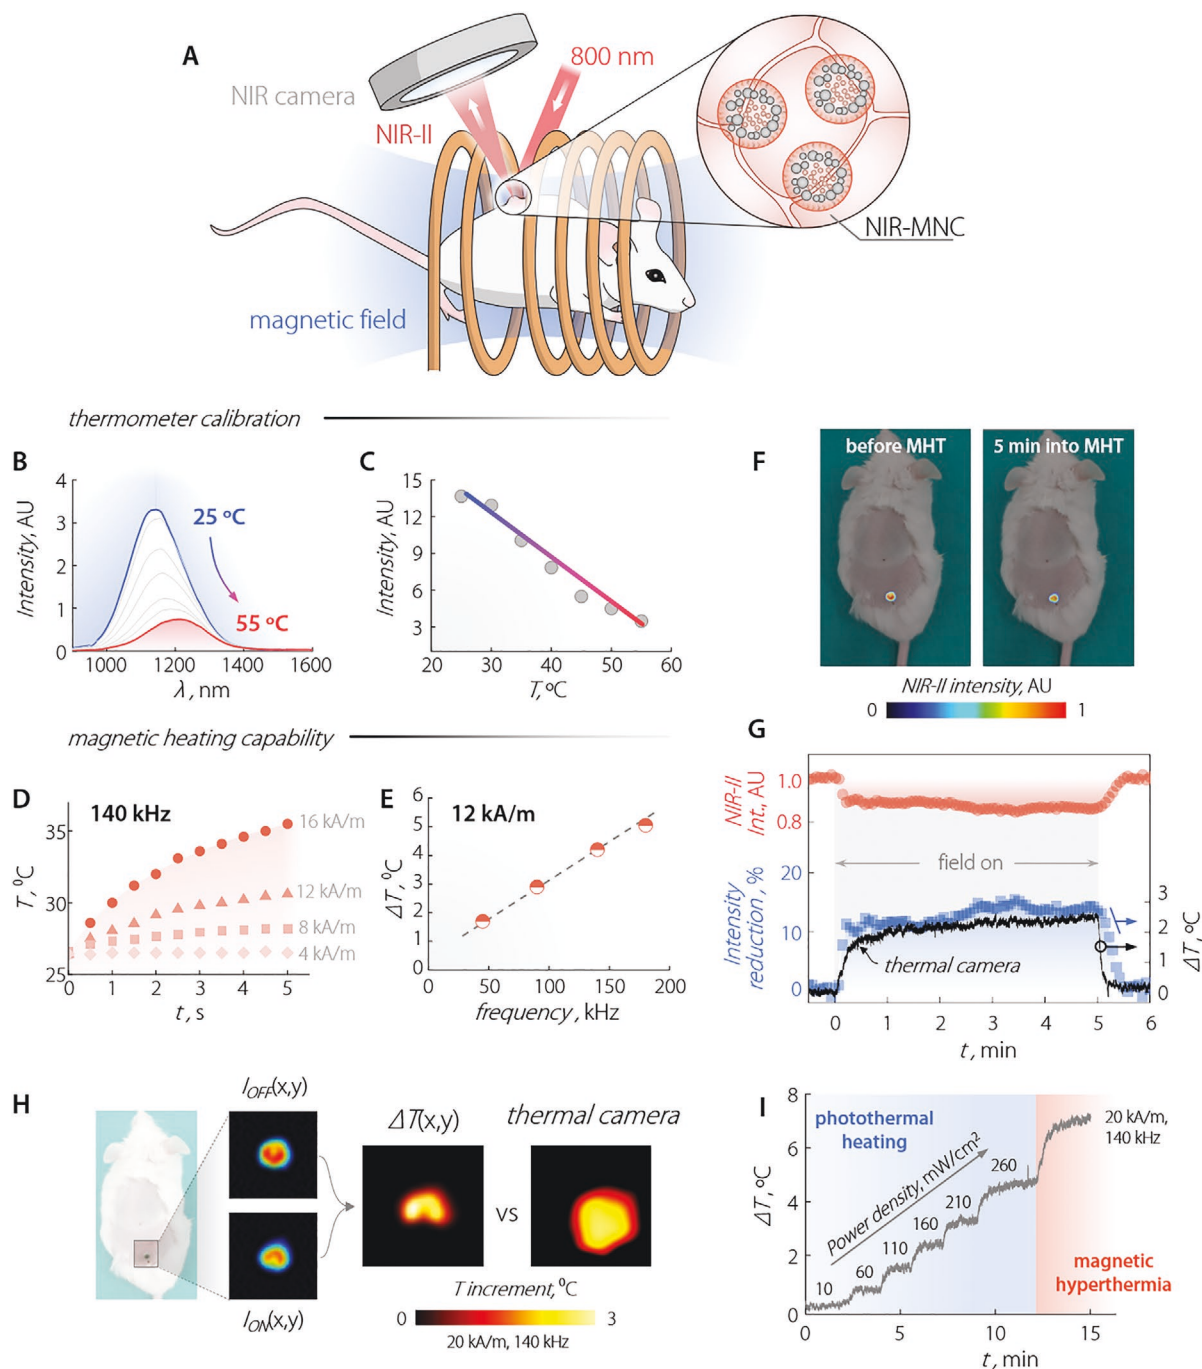 A
NIR camera
800 nm
NIR-II
NIR-MNC
magnetic field
thermometer calibration
B
Intensity, AU
4
3
2
1
0
25 ºC
55 ºC
1000
1200
1400
1600
λ, nm
C
Intensity, AU
15
12
9
6
3
20
30
40
50
60
T, ºC
magnetic heating capability
D
140 kHz
T, ⁰C
35
30
25
16 kA/m
12 kA/m
8 kA/m
4 kA/m
0
1
2
3
4
5
t, s
E
12 kA/m
ΔT, ⁰C
6
5
4
3
2
1
0
0
50
100
150
200
frequency, kHz
F
before MHT
5 min into MHT
NIR-II intensity, AU
0
1
G
NIR-II
Int., AU
1.0
0.8
field on
Intensity
reduction, %
20
10
0
thermal camera
3
2
1
0
ΔT, ºC
0
1
2
3
4
5
6
t, min
H
I_OFF(x,y)
I_ON(x,y)
ΔT(x,y)
vs
thermal camera
T increment, ⁰C
0
3
20 kA/m, 140 kHz
I
ΔT, ºC
8
6
4
2
0
photothermal
heating
Power density, mW/cm²
10
60
110
160
210
260
20 kA/m,
140 kHz
magnetic
hyperthermia
0
5
10
15
t, min